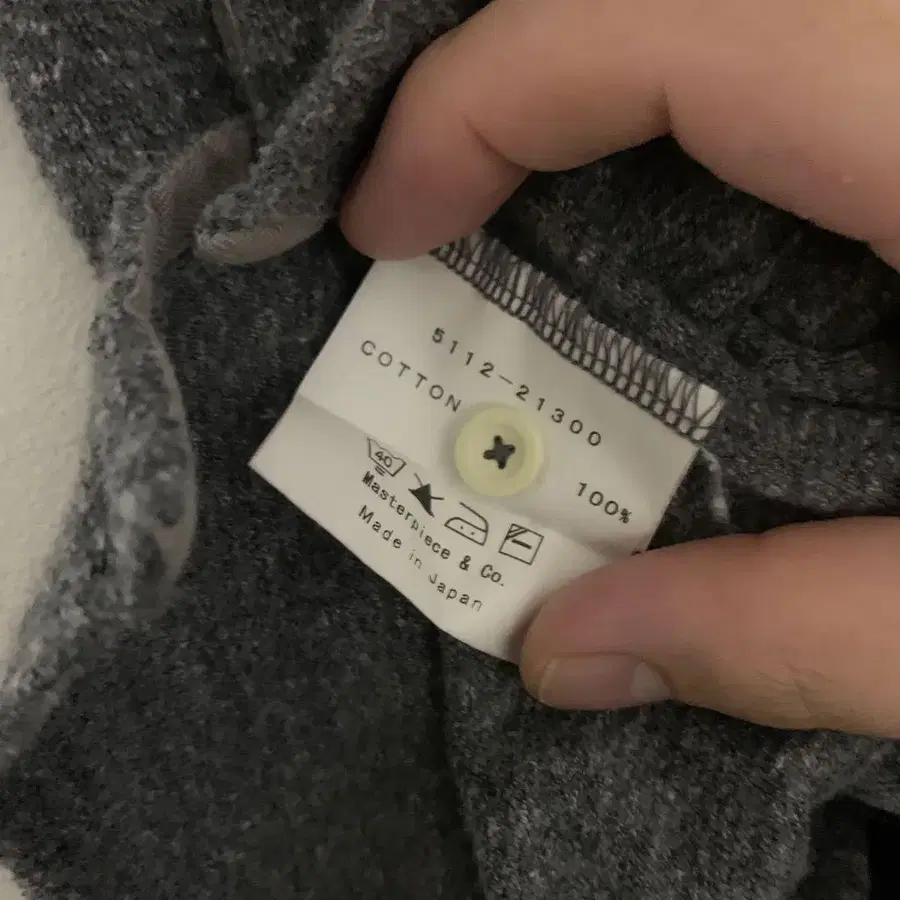 5112-21300
COTTON 100%
40
Masterpiece & Co.
Made in Japan